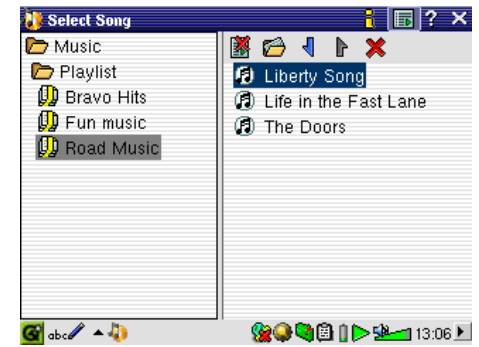 Select Song
?
Music
Playlist
Bravo Hits
Fun music
Road Music
Liberty Song
Life in the Fast Lane
The Doors
abc
13:06